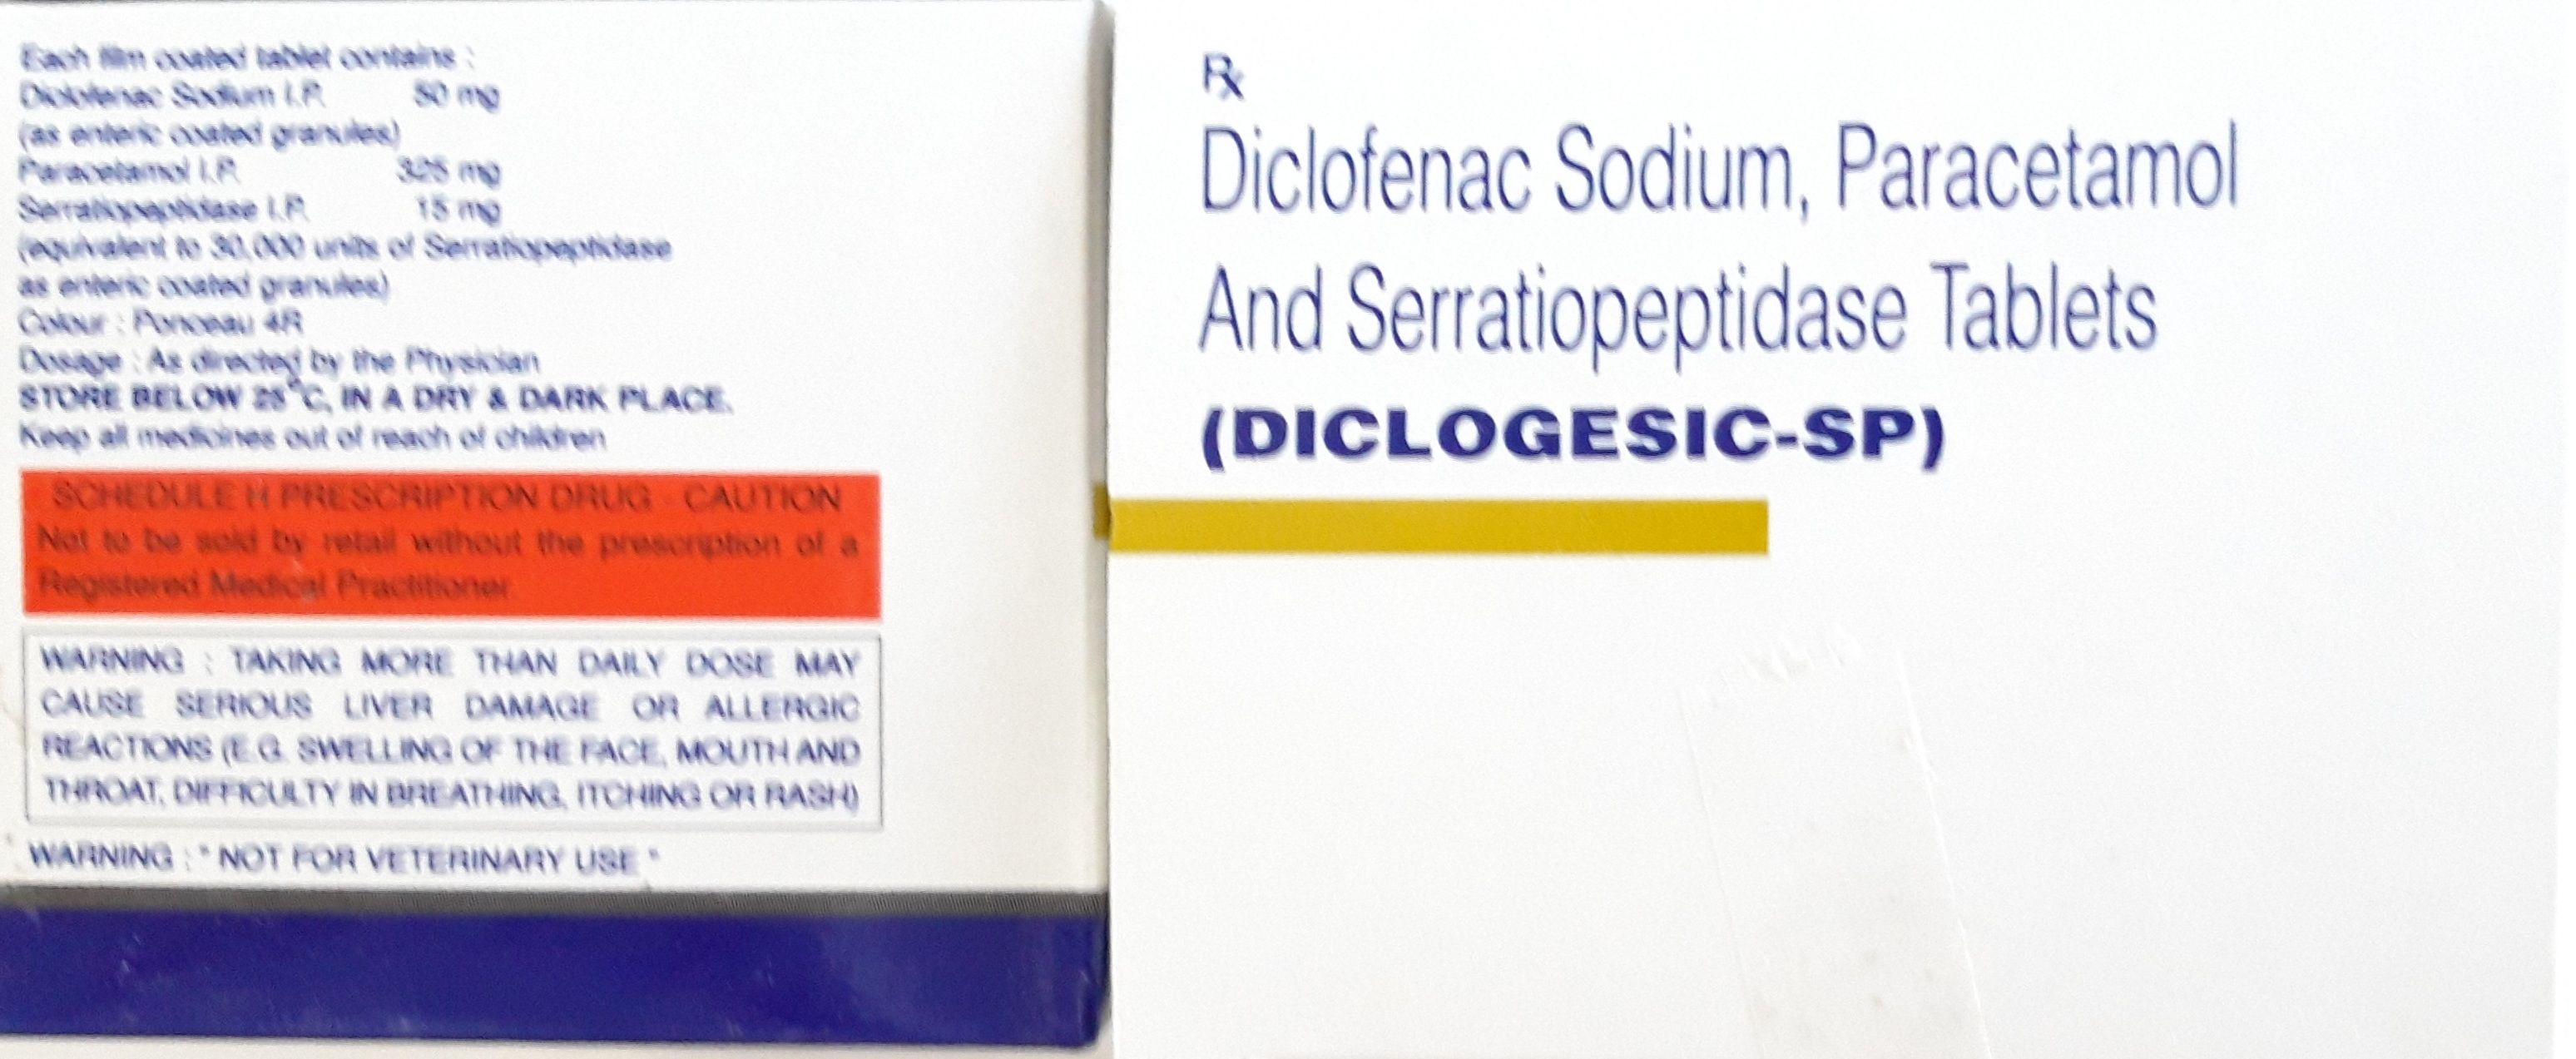 Each film coated tablet contains :
Diclofenac Sodium I.P. 50 mg
(as enteric coated granules)
Paracetamol I.P. 325 mg
Serratiopeptidase I.P. 15 mg
(equivalent to 30,000 units of Serratiopeptidase
as enteric coated granules)
Colour : Ponceau 4R
Dosage : As directed by the Physician
STORE BELOW 25°C, IN A DRY & DARK PLACE.
Keep all medicines out of reach of children
SCHEDULE H PRESCRIPTION DRUG - CAUTION
Not to be sold by retail without the prescription of a
Registered Medical Practitioner.
WARNING : TAKING MORE THAN DAILY DOSE MAY
CAUSE SERIOUS LIVER DAMAGE OR ALLERGIC
REACTIONS (E.G. SWELLING OF THE FACE, MOUTH AND
THROAT, DIFFICULTY IN BREATHING, ITCHING OR RASH)
WARNING : " NOT FOR VETERINARY USE "
Rx
Diclofenac Sodium, Paracetamol
And Serratiopeptidase Tablets
(DICLOGESIC-SP)